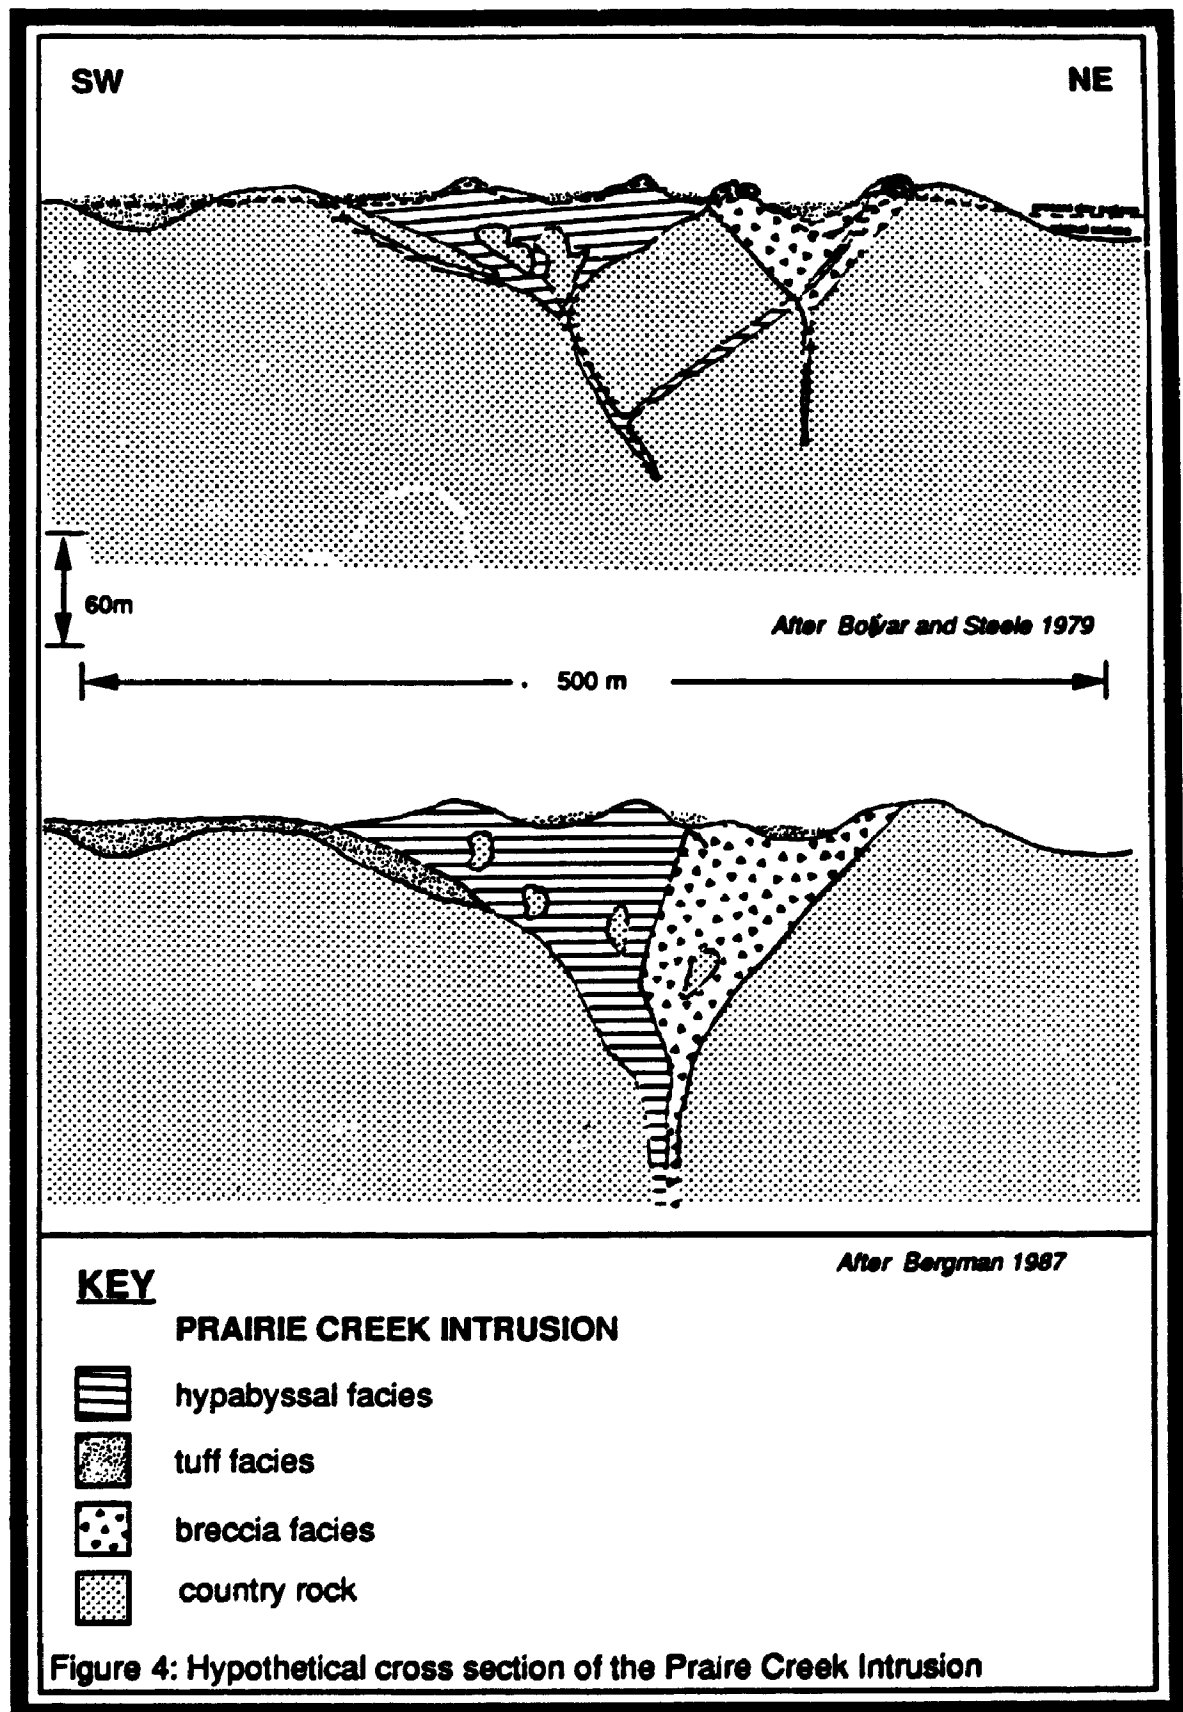 SW
NE
60m
After Bolivar and Steele 1979
500 m
After Bergman 1987
KEY
PRAIRIE CREEK INTRUSION
hypabyssal facies
tuff facies
breccia facies
country rock
Figure 4: Hypothetical cross section of the Praire Creek Intrusion